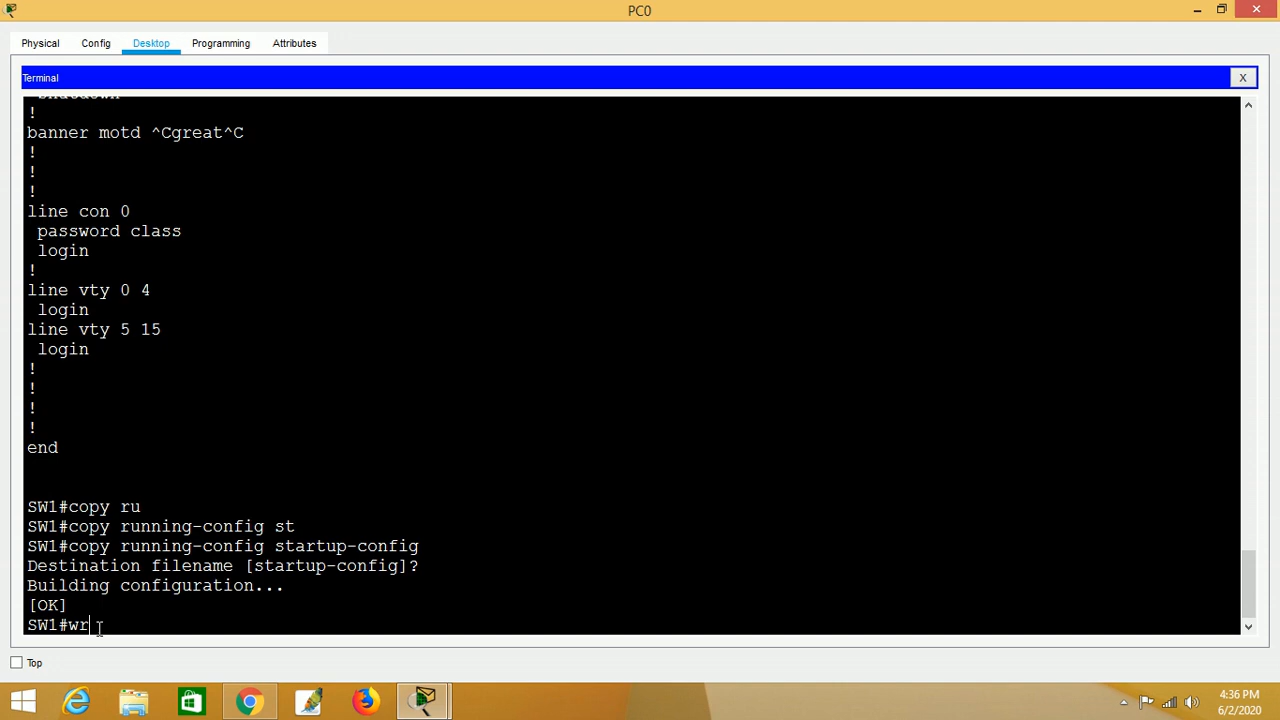 PC0
Physical Config Desktop Programming Attributes
Terminal X
shutdown
!
banner motd ^Cgreat^C
!
!
!
line con 0
password class
login
!
line vty 0 4
login
line vty 5 15
login
!
!
!
!
end
SW1#copy ru
SW1#copy running-config st
SW1#copy running-config startup-config
Destination filename [startup-config]?
Building configuration...
[OK]
SW1#wr
Top
4:36 PM
6/2/2020